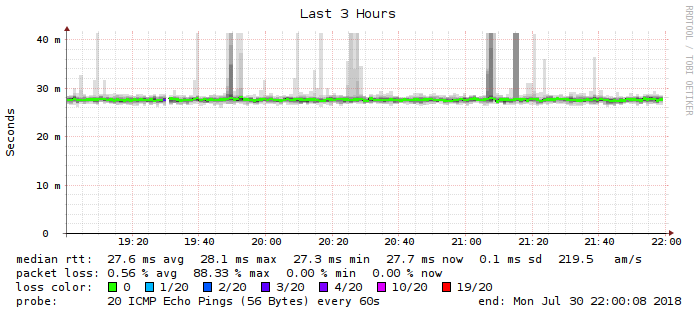 Last 3 Hours
RRDTOOL / TOBI OETIKER
Seconds
40 m
30 m
20 m
10 m
0
19:20 19:40 20:00 20:20 20:40 21:00 21:20 21:40 22:00
median rtt: 27.6 ms avg 28.1 ms max 27.3 ms min 27.7 ms now 0.1 ms sd 219.5 am/s
packet loss: 0.56 % avg 88.33 % max 0.00 % min 0.00 % now
loss color: 0 1/20 2/20 3/20 4/20 10/20 19/20
probe: 20 ICMP Echo Pings (56 Bytes) every 60s end: Mon Jul 30 22:00:08 2018